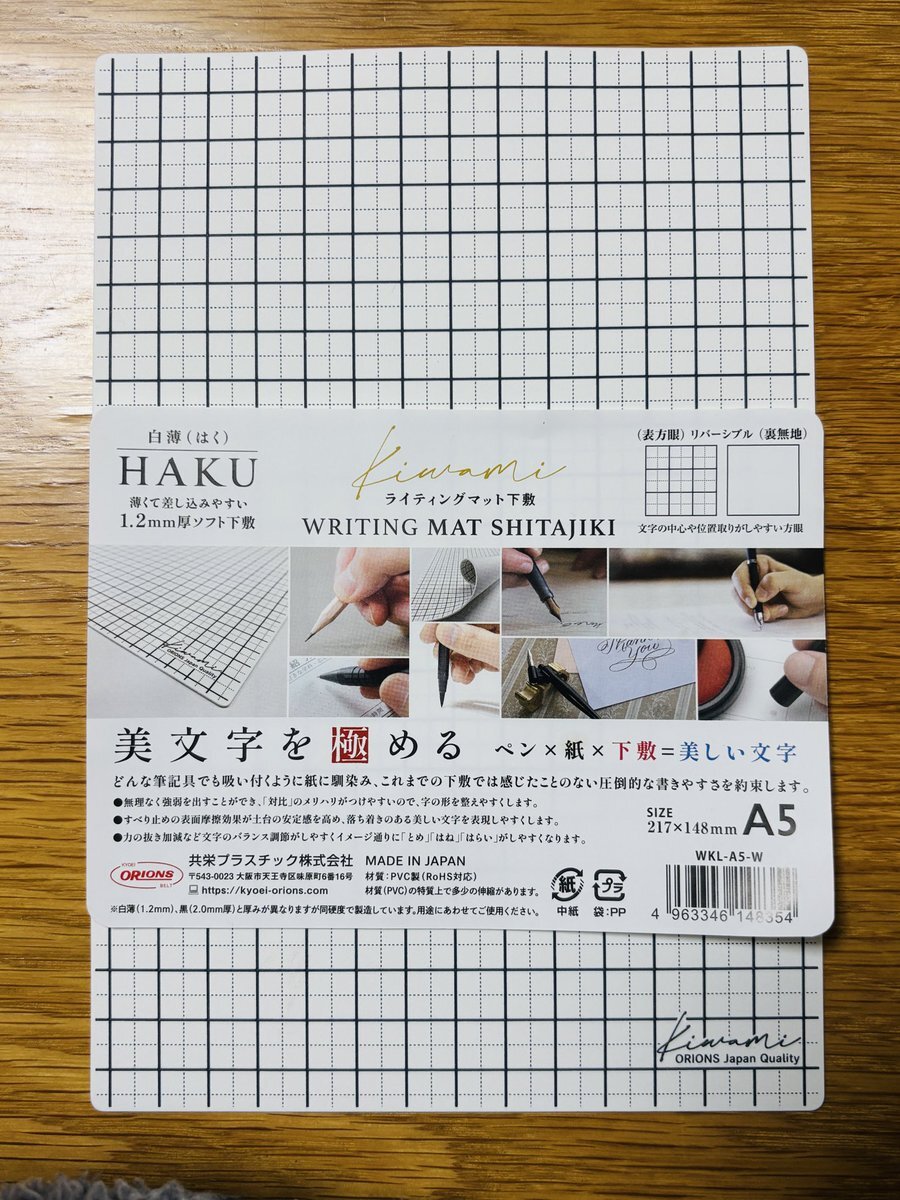 白薄(はく)
HAKU
薄くて差し込みやすい
1.2mm厚ソフト下敷
Kiwami
ライティングマット下敷
WRITING MAT SHITAJIKI
(表方眼) リバーシブル (裏無地)
文字の中心や位置取りがしやすい方眼
Kiwami
ORIONS Japan Quality
Thank
You
美文字を極める
ペン×紙×下敷=美しい文字
どんな筆記具でも吸い付くように紙に馴染み、これまでの下敷では感じたことのない圧倒的な書きやすさを約束します。
●無理なく強弱を出すことができ、「対比」のメリハリがつけやすいので、字の形を整えやすくします。
●すべり止めの表面摩擦効果が土台の安定感を高め、落ち着きのある美しい文字を表現しやすくします。
●力の抜き加減など文字のバランス調節がしやすくイメージ通りに「とめ」「はね」「はらい」がしやすくなります。
SIZE
217×148mm A5
KYOEI
ORIONS
BELT
共栄プラスチック株式会社
〒543-0023 大阪市天王寺区味原町6番16号
https://kyoei-orions.com
MADE IN JAPAN
材質:PVC製(RoHS対応)
材質(PVC)の特質上で多少の伸縮があります。
※白薄(1.2mm)、黒(2.0mm厚)と厚みが異なりますが同硬度で製造しています。用途にあわせてご使用ください。
紙
中紙
プラ
袋:PP
WKL-A5-W
4 963346 148354
Kiwami
ORIONS Japan Quality